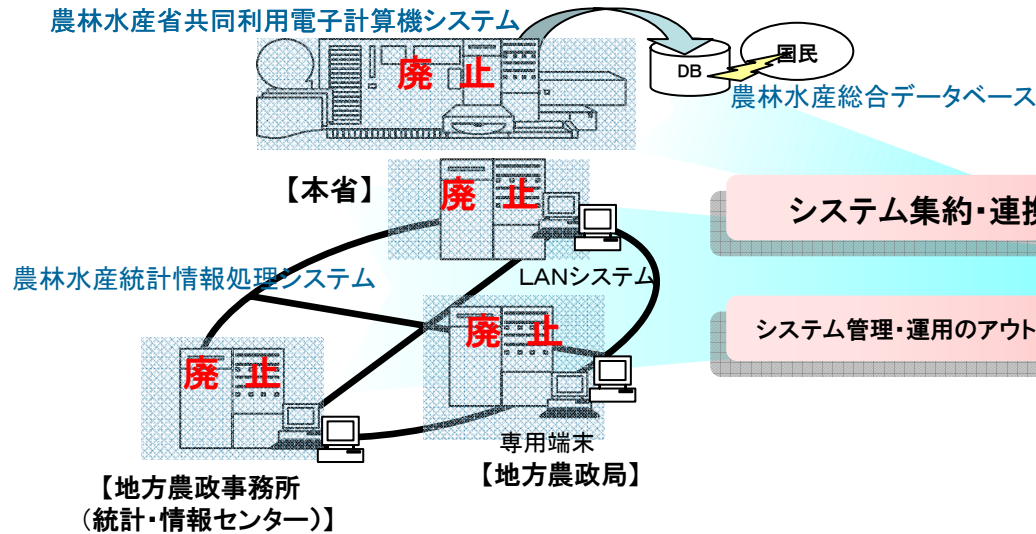 農林水産省共同利用電子計算機システム
廃 止
DB
国民
農林水産総合データベース
【本省】
廃 止
システム集約・連携
農林水産統計情報処理システム
LANシステム
廃 止
システム管理・運用のアウト
廃 止
専用端末
【地方農政局】
【地方農政事務所
（統計・情報センター）】